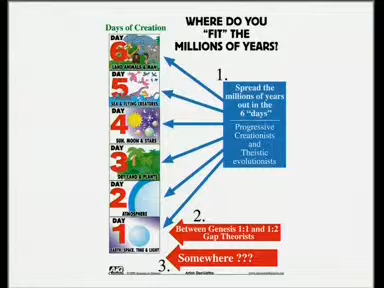 Days of Creation
WHERE DO YOU
"FIT" THE
MILLIONS OF YEARS?
DAY
6
LAND ANIMALS & MAN
DAY
5
SEA & FLYING CREATURES
DAY
4
SUN, MOON & STARS
DAY
3
DRY LAND & PLANTS
DAY
2
ATMOSPHERE
DAY
1
EARTH, SPACE, TIME & LIGHT
1.
Spread the
millions of years
out in the
6 "days"
Progressive
Creationists
and
Theistic
evolutionists
2.
Between Genesis 1:1 and 1:2
Gap Theorists
3.
Somewhere ???
AiG